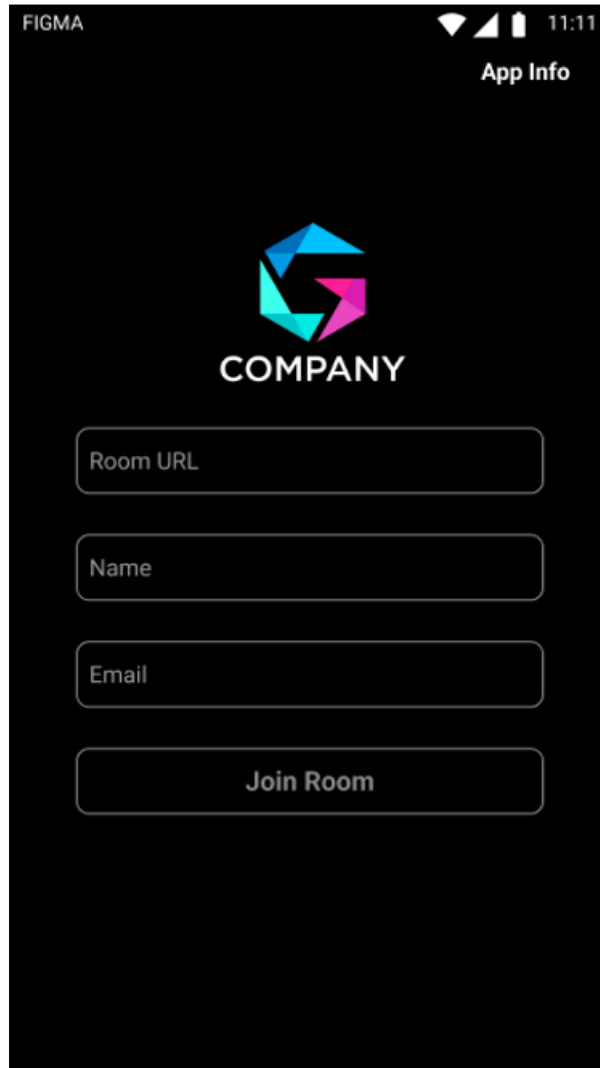 FIGMA 11:11
App Info
COMPANY
Room URL
Name
Email
Join Room